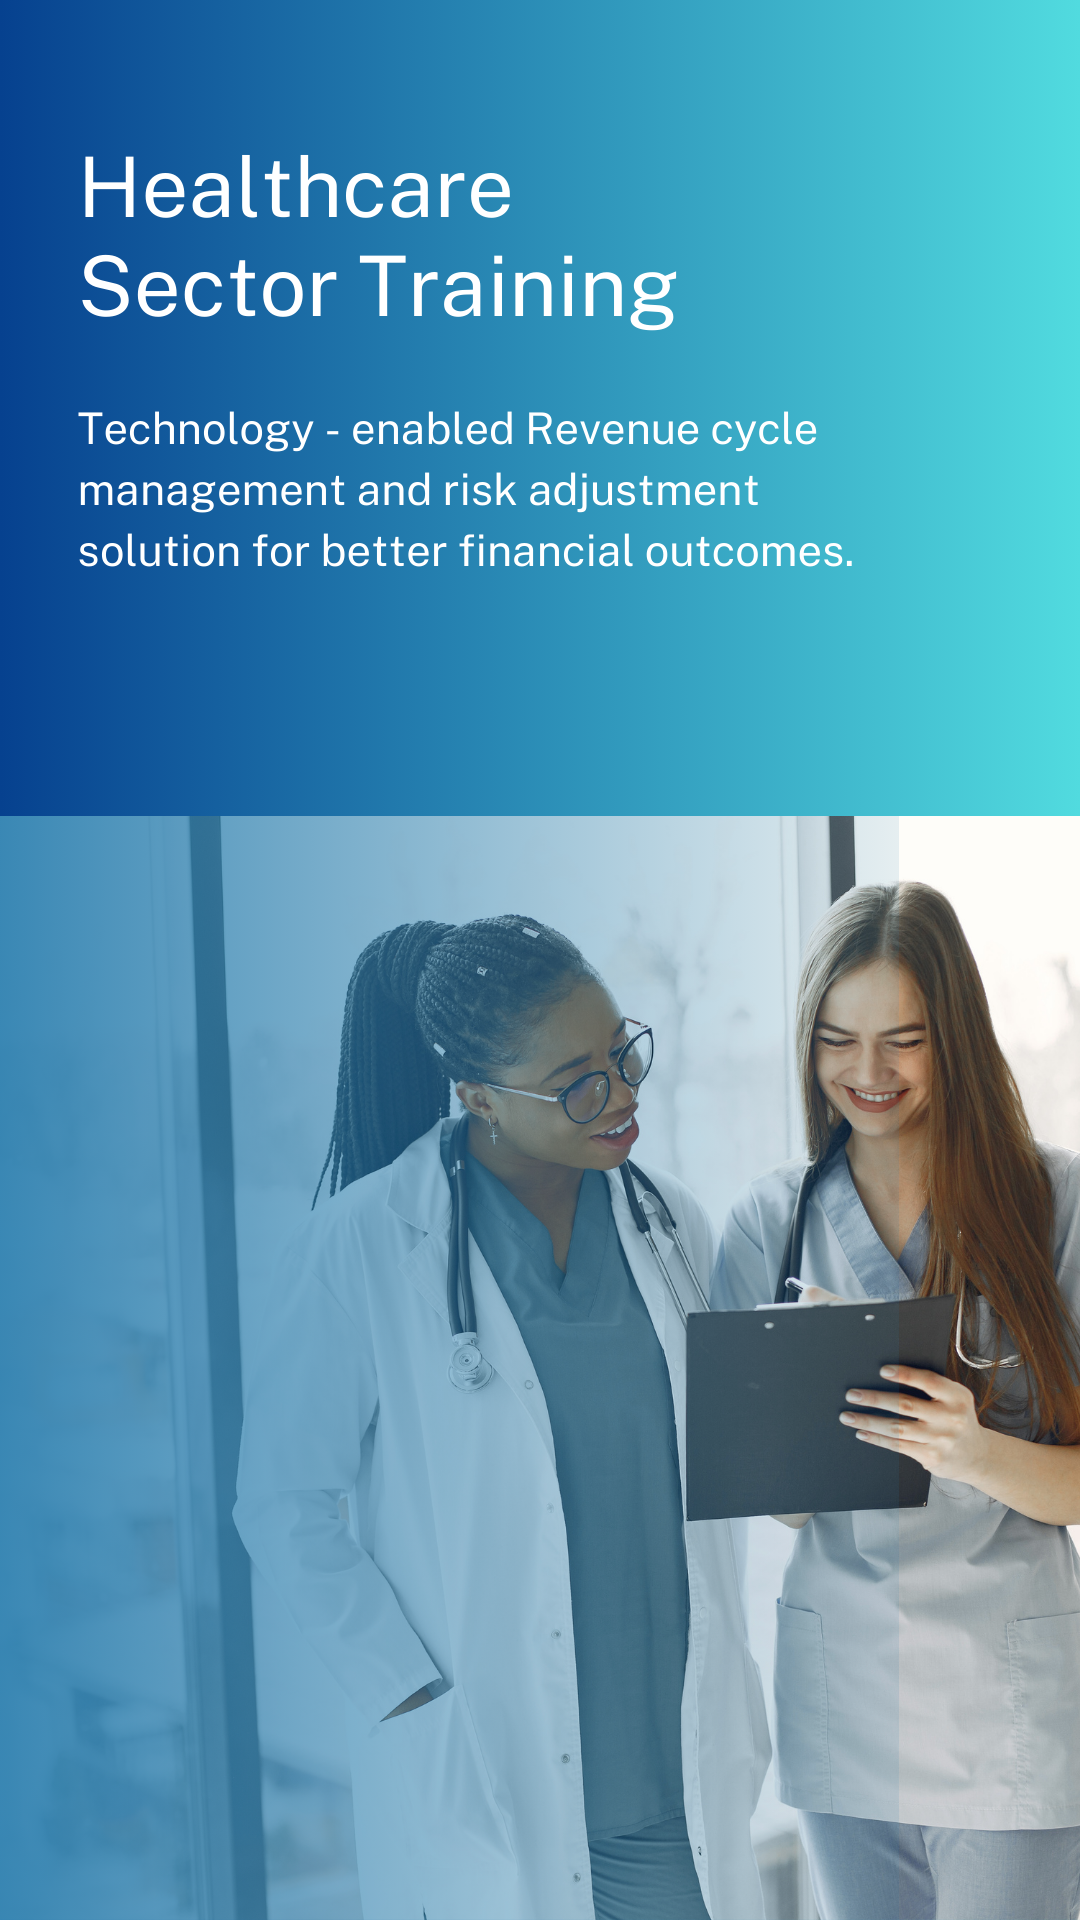 Healthcare
Sector Training
Technology - enabled Revenue cycle
management and risk adjustment
solution for better financial outcomes.